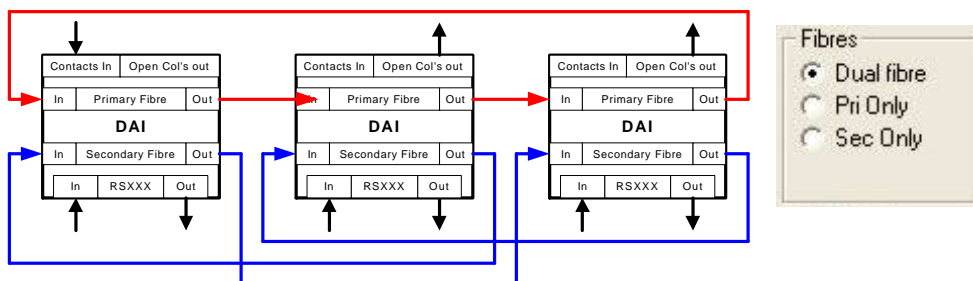 Contacts In Open Col's out
In Primary Fibre Out
DAI
In Secondary Fibre Out
In RSXXX Out
Contacts In Open Col's out
In Primary Fibre Out
DAI
In Secondary Fibre Out
In RSXXX Out
Contacts In Open Col's out
In Primary Fibre Out
DAI
In Secondary Fibre Out
In RSXXX Out
Fibres
Dual fibre
Pri Only
Sec Only